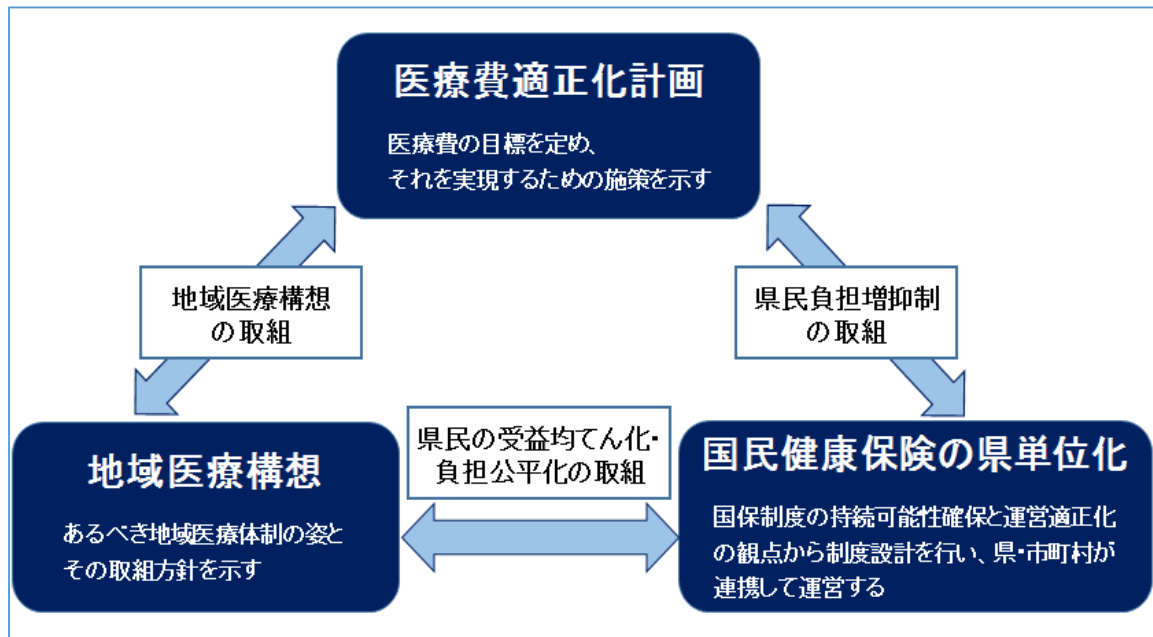 医療費適正化計画
医療費の目標を定め、
それを実現するための施策を示す
地域医療構想
の取組
県民負担増抑制
の取組
県民の受益均てん化・
負担公平化の取組
地域医療構想
あるべき地域医療体制の姿と
その取組方針を示す
国民健康保険の県単位化
国保制度の持続可能性確保と運営適正化
の観点から制度設計を行い、県・市町村が
連携して運営する